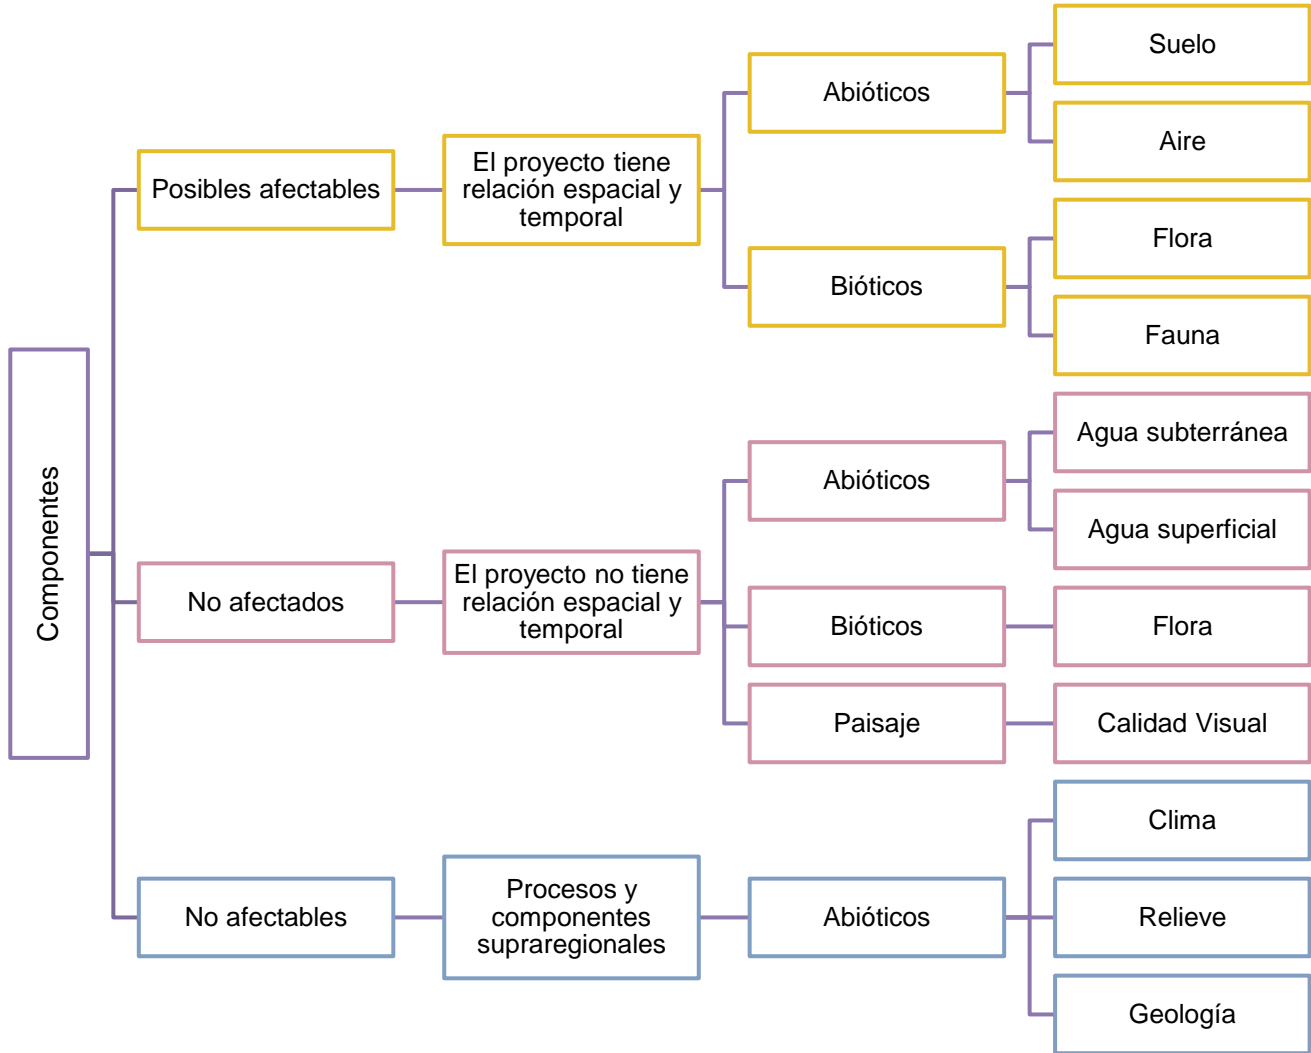 Componentes
Posibles afectables
El proyecto tiene
relación espacial y
temporal
Abióticos
Suelo
Aire
Bióticos
Flora
Fauna
No afectados
El proyecto no tiene
relación espacial y
temporal
Abióticos
Agua subterránea
Agua superficial
Bióticos
Flora
Paisaje
Calidad Visual
No afectables
Procesos y
componentes
supraregionales
Abióticos
Clima
Relieve
Geología